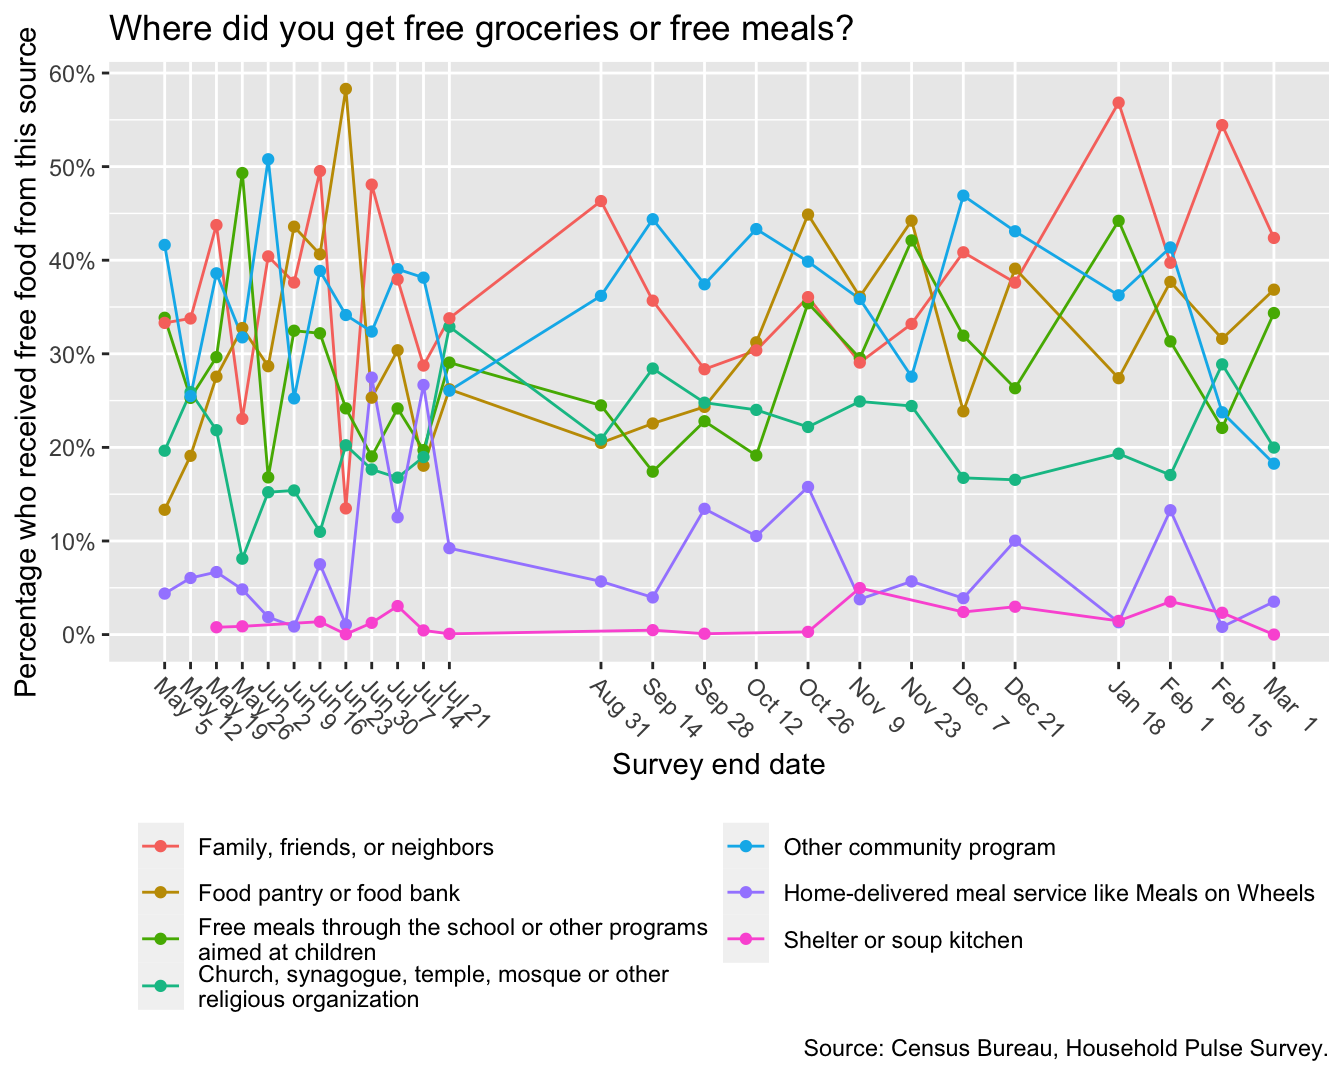 Where did you get free groceries or free meals?
Percentage who received free food from this source
60%
50%
40%
30%
20%
10%
0%
May 5
May 12
May 19
May 26
Jun 2
Jun 9
Jun 16
Jun 23
Jun 30
Jul 7
Jul 14
Jul 21
Aug 31
Sep 14
Sep 28
Oct 12
Oct 26
Nov 9
Nov 23
Dec 7
Dec 21
Jan 18
Feb 1
Feb 15
Mar 1
Survey end date
Family, friends, or neighbors
Food pantry or food bank
Free meals through the school or other programs
aimed at children
Church, synagogue, temple, mosque or other
religious organization
Other community program
Home-delivered meal service like Meals on Wheels
Shelter or soup kitchen
Source: Census Bureau, Household Pulse Survey.